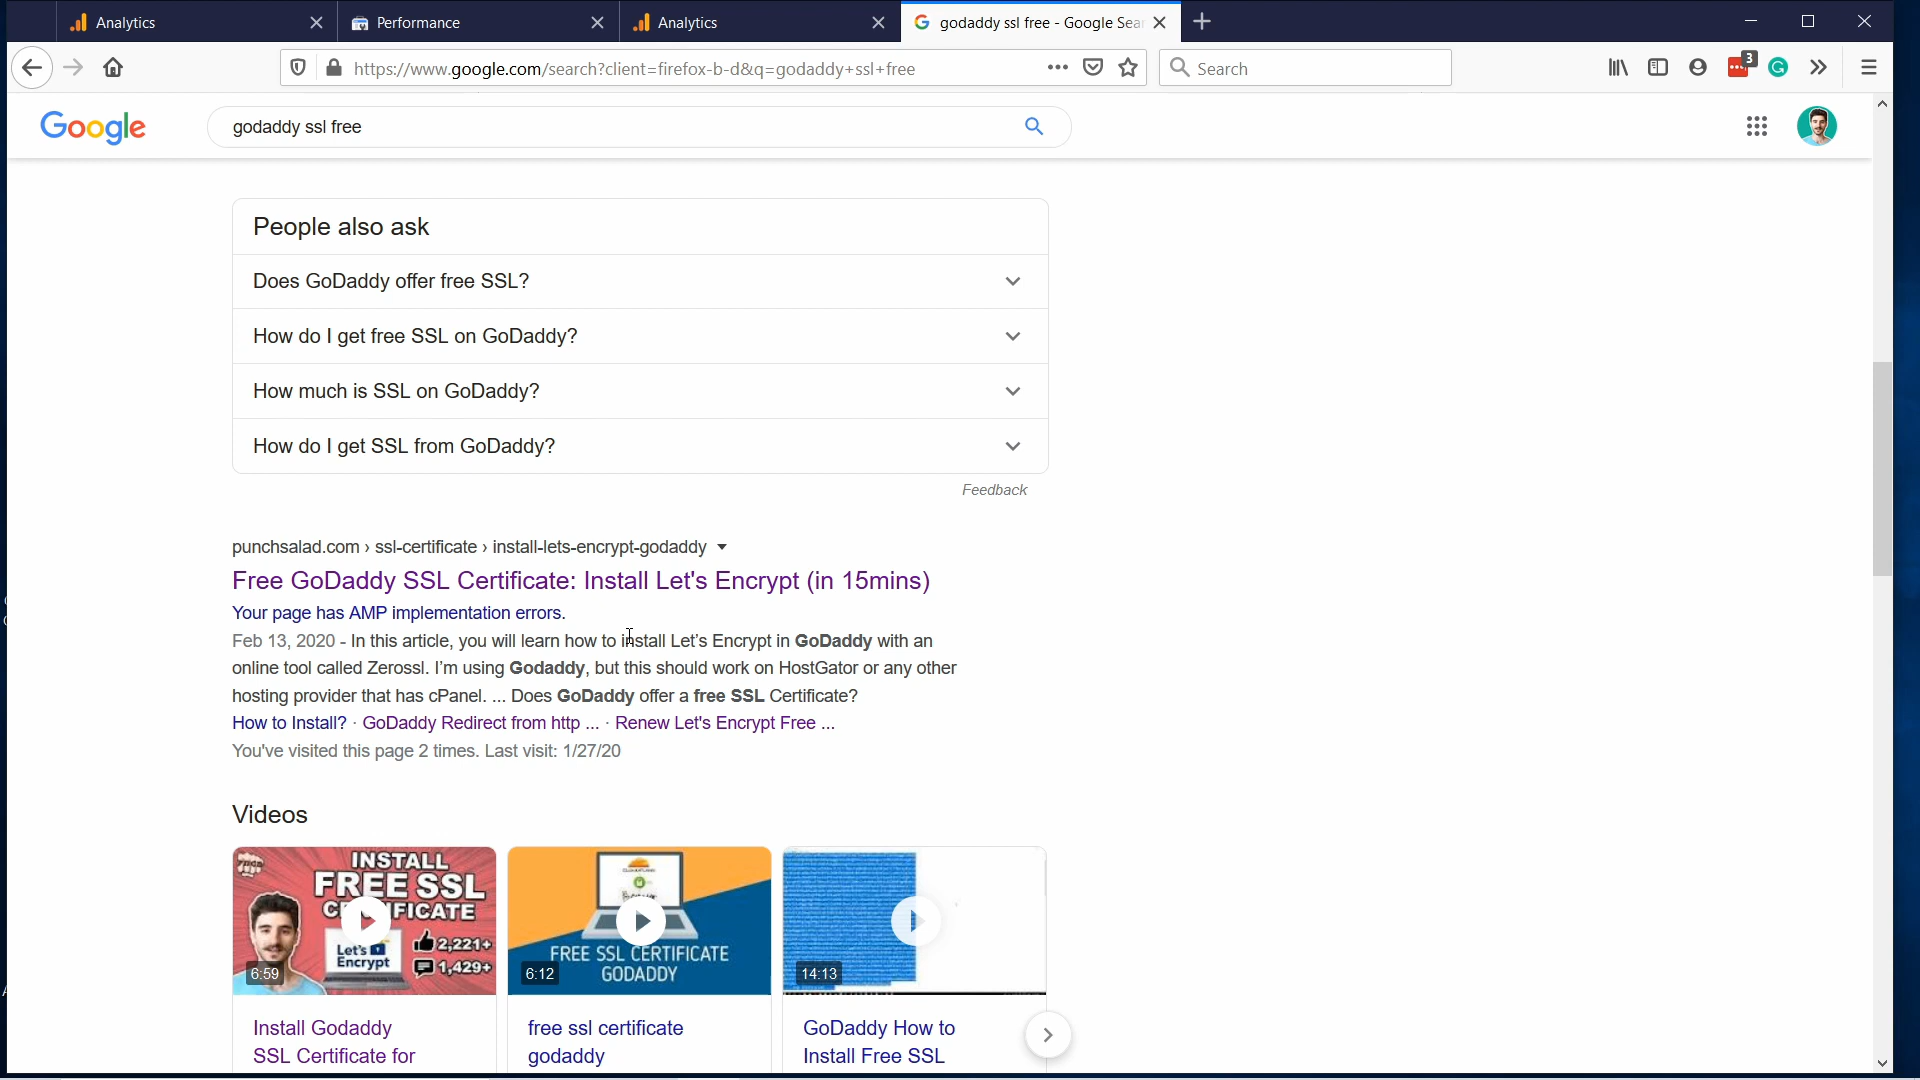 Analytics
Performance
Analytics
godaddy ssl free - Google Sear
https://www.google.com/search?client=firefox-b-d&q=godaddy+ssl+free
Search
3
Google
godaddy ssl free
People also ask
Does GoDaddy offer free SSL?
How do I get free SSL on GoDaddy?
How much is SSL on GoDaddy?
How do I get SSL from GoDaddy?
Feedback
punchsalad.com › ssl-certificate › install-lets-encrypt-godaddy
Free GoDaddy SSL Certificate: Install Let's Encrypt (in 15mins)
Your page has AMP implementation errors.
Feb 13, 2020 - In this article, you will learn how to install Let's Encrypt in GoDaddy with an
online tool called Zerossl. I'm using Godaddy, but this should work on HostGator or any other
hosting provider that has cPanel. ... Does GoDaddy offer a free SSL Certificate?
How to Install? · GoDaddy Redirect from http ... · Renew Let's Encrypt Free ...
You've visited this page 2 times. Last visit: 1/27/20
Videos
INSTALL
FREE SSL
CERTIFICATE
Let's
Encrypt
2,221+
1,429+
6:59
FREE SSL CERTIFICATE
GODADDY
6:12
14:13
Install Godaddy
SSL Certificate for
free ssl certificate
godaddy
GoDaddy How to
Install Free SSL